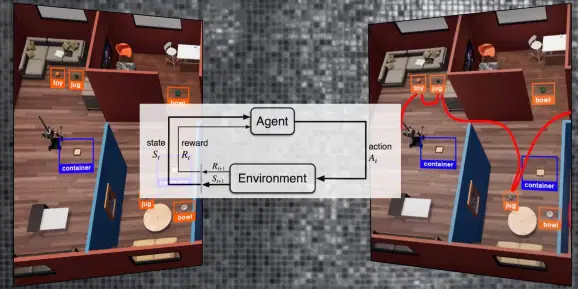 toy jug
bowl
container
jug
bowl
Agent
state
S_t
reward
R_t
action
A_t
R_{t+1}
S_{t+1}
Environment
toy jug
bowl
container
container
jug
bowl